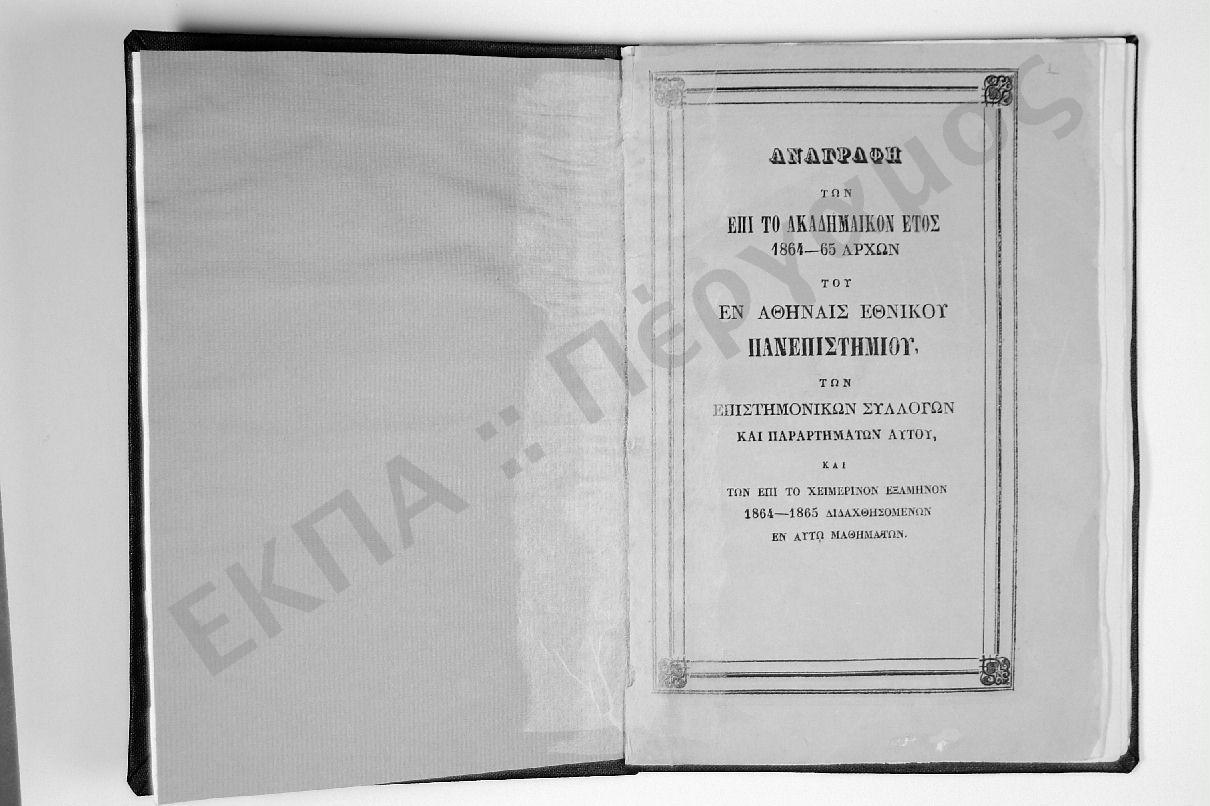 ΑΝΑΓΡΑΦΗ
ΤΩΝ
ΕΠΙ ΤΟ ΑΚΑΔΗΜΑΙΚΟΝ ΕΤΟΣ
1864—65 ΑΡΧΩΝ
ΤΟΥ
ΕΝ ΑΘΗΝΑΙΣ ΕΘΝΙΚΟΥ
ΠΑΝΕΠΙΣΤΗΜΙΟΥ,
ΤΩΝ
ΕΠΙΣΤΗΜΟΝΙΚΩΝ ΣΥΛΛΟΓΩΝ
ΚΑΙ ΠΑΡΑΡΤΗΜΑΤΩΝ ΑΥΤΟΥ,
ΚΑΙ
ΤΩΝ ΕΠΙ ΤΟ ΧΕΙΜΕΡΙΝΟΝ ΕΞΑΜΗΝΟΝ
1864—1865 ΔΙΔΑΧΘΗΣΟΜΕΝΩΝ
ΕΝ ΑΥΤῼ ΜΑΘΗΜΑΤΩΝ.
ΕΚΠΑ :: Πέργαμος